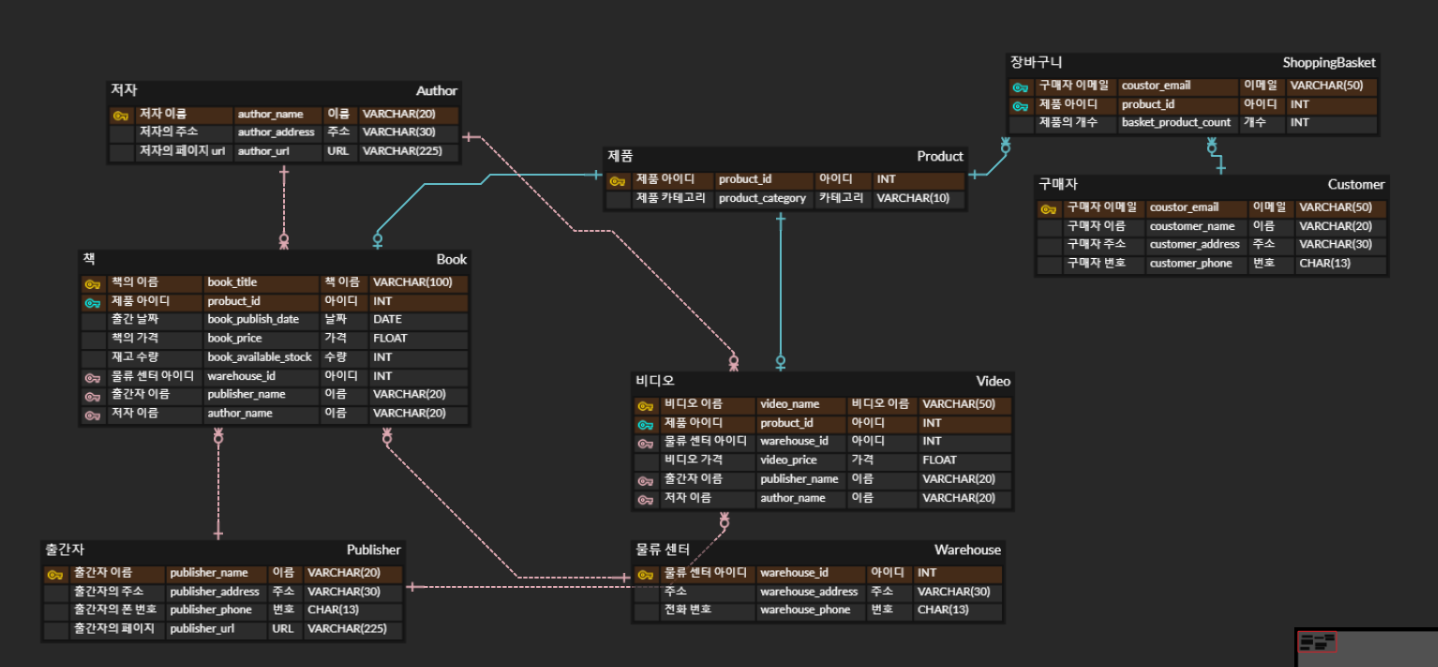 저자 Author
저자 이름 author_name 이름 VARCHAR(20)
저자의 주소 author_address 주소 VARCHAR(30)
저자의 페이지 url author_url URL VARCHAR(225)
장바구니 ShoppingBasket
구매자 이메일 coustor_email 이메일 VARCHAR(50)
제품 아이디 probuct_id 아이디 INT
제품의 개수 basket_product_count 개수 INT
제품 Product
제품 아이디 probuct_id 아이디 INT
제품 카테고리 product_category 카테고리 VARCHAR(10)
구매자 Customer
구매자 이메일 coustor_email 이메일 VARCHAR(50)
구매자 이름 coustomer_name 이름 VARCHAR(20)
구매자 주소 customer_address 주소 VARCHAR(30)
구매자 번호 customer_phone 번호 CHAR(13)
책 Book
책의 이름 book_title 책 이름 VARCHAR(100)
제품 아이디 probuct_id 아이디 INT
출간 날짜 book_publish_date 날짜 DATE
책의 가격 book_price 가격 FLOAT
재고 수량 book_available_stock 수량 INT
물류 센터 아이디 warehouse_id 아이디 INT
출간자 이름 publisher_name 이름 VARCHAR(20)
저자 이름 author_name 이름 VARCHAR(20)
비디오 Video
비디오 이름 video_name 비디오 이름 VARCHAR(50)
제품 아이디 probuct_id 아이디 INT
물류 센터 아이디 warehouse_id 아이디 INT
비디오 가격 video_price 가격 FLOAT
출간자 이름 publisher_name 이름 VARCHAR(20)
저자 이름 author_name 이름 VARCHAR(20)
출간자 Publisher
출간자 이름 publisher_name 이름 VARCHAR(20)
출간자의 주소 publisher_address 주소 VARCHAR(30)
출간자의 폰 번호 publisher_phone 번호 CHAR(13)
출간자의 페이지 publisher_url URL VARCHAR(225)
물류 센터 Warehouse
물류 센터 아이디 warehouse_id 아이디 INT
주소 warehouse_address 주소 VARCHAR(30)
전화 번호 warehouse_phone 번호 CHAR(13)